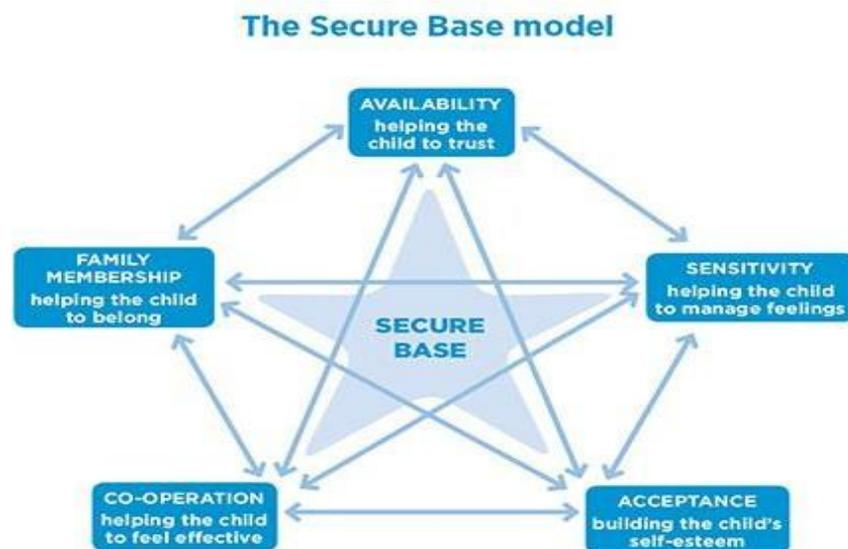 The Secure Base model
AVAILABILITY
helping the
child to trust
FAMILY
MEMBERSHIP
helping the child
to belong
SENSITIVITY
helping the child
to manage feelings
SECURE
BASE
CO-OPERATION
helping the child
to feel effective
ACCEPTANCE
building the child's
self-esteem